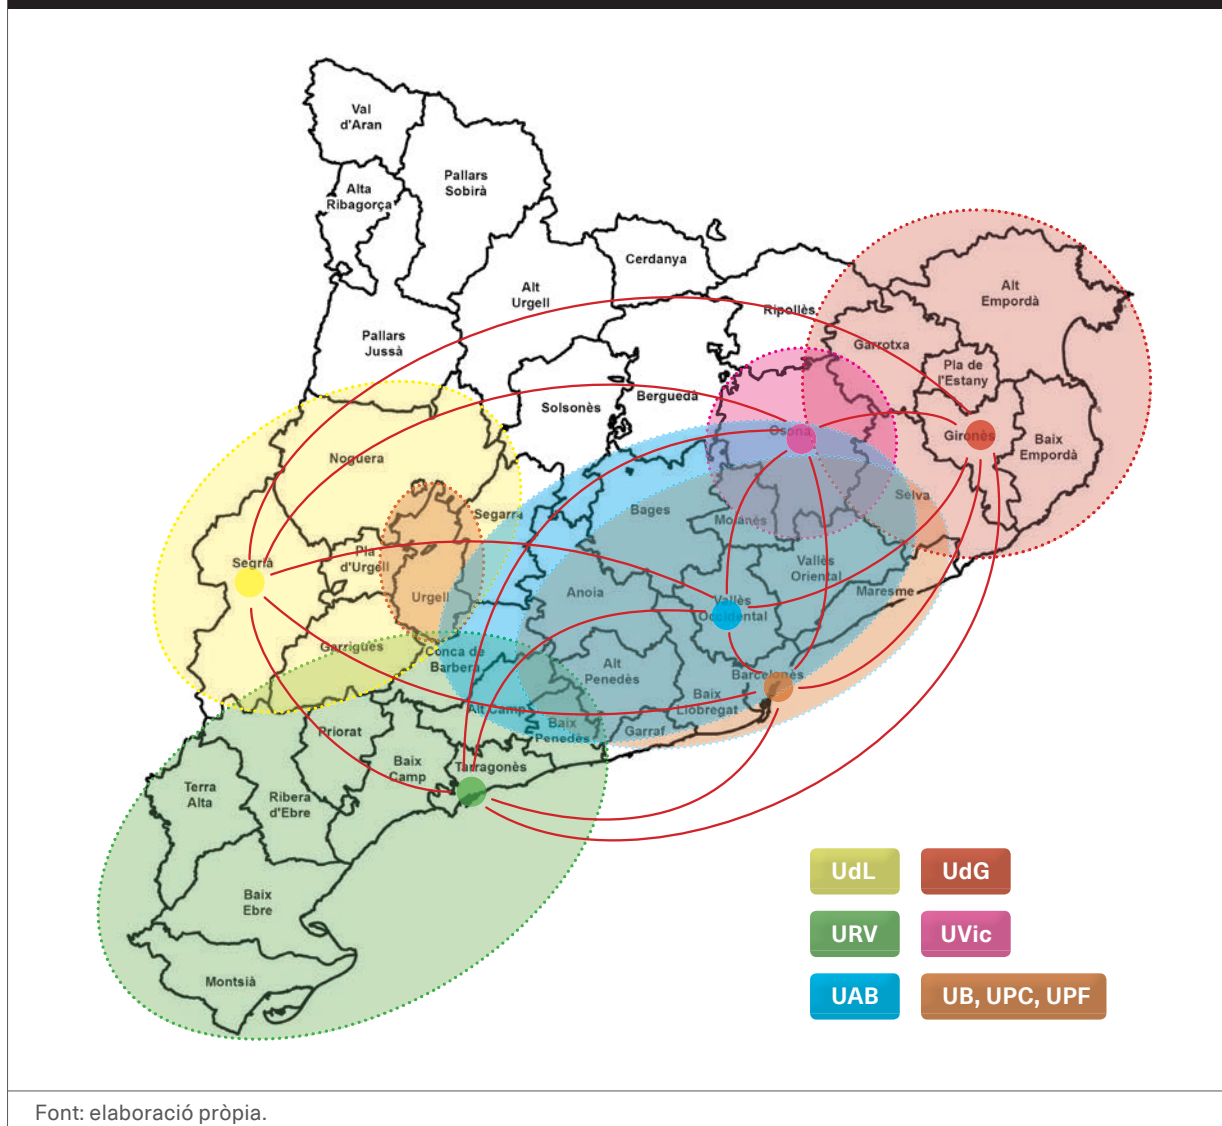 Val
d'Aran
Pallars
Sobirà
Alta
Ribagorça
Cerdanya
Alt
Urgell
Alt
Empordà
Ripollès
Pallars
Jussà
Garrotxa
Pla de
l'Estany
Solsonès
Berguedà
Osona
Gironès
Baix
Empordà
Noguera
Selva
Segarra
Bages
Moianès
Pla
d'Urgell
Segrià
Vallès
Oriental
Urgell
Anoia
Maresme
Vallès
Occidental
Garrigues
Conca de
Barberà
Alt
Penedès
Barcelonès
Baix
Llobregat
Alt Camp
Baix
Penedès
Garraf
Priorat
Baix
Camp
Tarragonès
Terra
Alta
Ribera
d'Ebre
Baix
Ebre
Montsià
UdL
UdG
URV
UVic
UAB
UB, UPC, UPF
Font: elaboració pròpia.